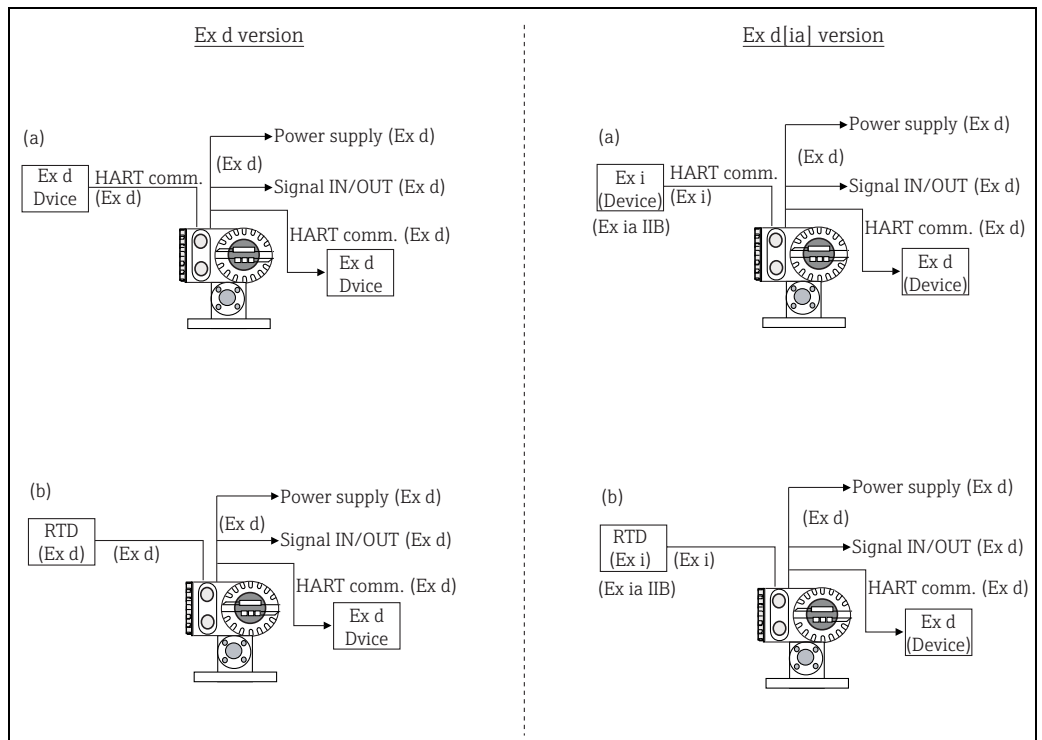 Ex d version
(a)
Power supply (Ex d)
(Ex d)
Ex d
Dvice
HART comm.
(Ex d)
Signal IN/OUT (Ex d)
HART comm. (Ex d)
Ex d
Dvice
(b)
Power supply (Ex d)
(Ex d)
RTD
(Ex d)
(Ex d)
Signal IN/OUT (Ex d)
HART comm. (Ex d)
Ex d
Dvice
Ex d[ia] version
(a)
Power supply (Ex d)
(Ex d)
Ex i
(Device)
HART comm.
(Ex i)
(Ex ia IIB)
Signal IN/OUT (Ex d)
HART comm. (Ex d)
Ex d
(Device)
(b)
Power supply (Ex d)
(Ex d)
RTD
(Ex i)
(Ex i)
(Ex ia IIB)
Signal IN/OUT (Ex d)
HART comm. (Ex d)
Ex d
(Device)